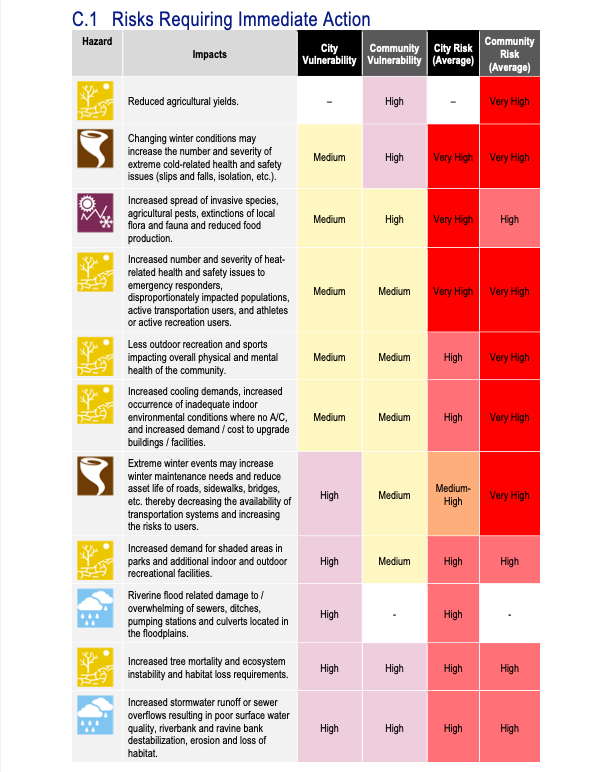 C.1 Risks Requiring Immediate Action
Hazard
Impacts
City
Vulnerability
Community
Vulnerability
City Risk
(Average)
Community
Risk
(Average)
Reduced agricultural yields.
–
High
–
Very High
Changing winter conditions may
increase the number and severity of
extreme cold-related health and safety
issues (slips and falls, isolation, etc.).
Medium
High
Very High
Very High
Increased spread of invasive species,
agricultural pests, extinctions of local
flora and fauna and reduced food
production.
Medium
High
Very High
High
Increased number and severity of heat-
related health and safety issues to
emergency responders,
disproportionately impacted populations,
active transportation users, and athletes
or active recreation users.
Medium
Medium
Very High
Very High
Less outdoor recreation and sports
impacting overall physical and mental
health of the community.
Medium
Medium
High
Very High
Increased cooling demands, increased
occurrence of inadequate indoor
environmental conditions where no A/C,
and increased demand / cost to upgrade
buildings / facilities.
Medium
Medium
High
Very High
Extreme winter events may increase
winter maintenance needs and reduce
asset life of roads, sidewalks, bridges,
etc. thereby decreasing the availability of
transportation systems and increasing
the risks to users.
High
Medium
Medium-
High
Very High
Increased demand for shaded areas in
parks and additional indoor and outdoor
recreational facilities.
High
Medium
High
High
Riverine flood related damage to /
overwhelming of sewers, ditches,
pumping stations and culverts located in
the floodplains.
High
-
High
-
Increased tree mortality and ecosystem
instability and habitat loss requirements.
High
High
High
High
Increased stormwater runoff or sewer
overflows resulting in poor surface water
quality, riverbank and ravine bank
destabilization, erosion and loss of
habitat.
High
High
High
High